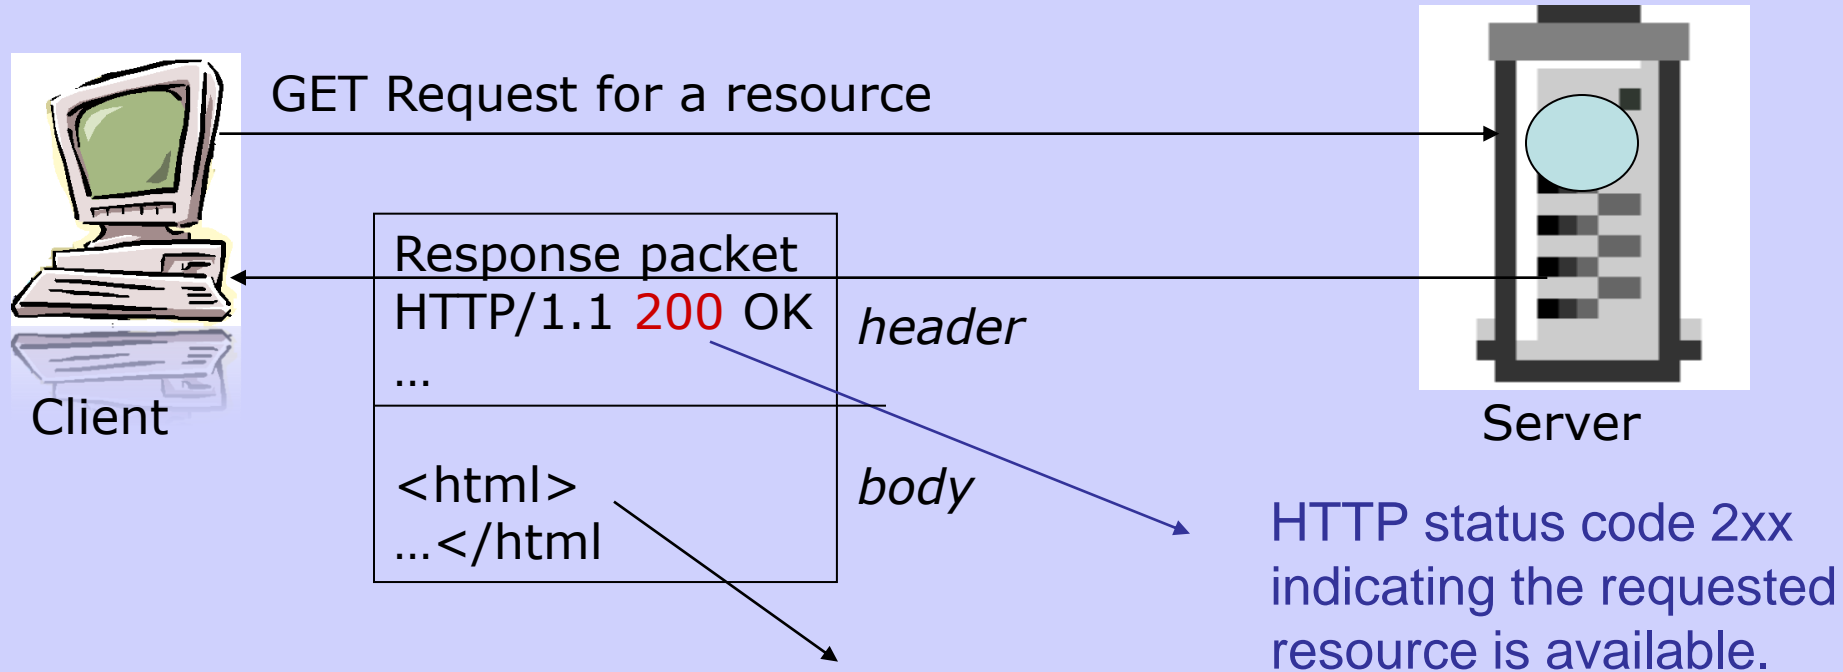 GET Request for a resource
Response packet
HTTP/1.1 200 OK
…
header
Client
Server
<html>
…</html
body
HTTP status code 2xx
indicating the requested
resource is available.